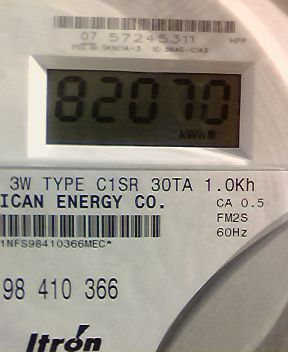 07 57245311
82070
kWh
3W TYPE C1SR 30TA 1.0Kh
ICAN ENERGY CO.
CA 0.5
FM2S
60Hz
1NFS98410366MEC*
98 410 366
Itron